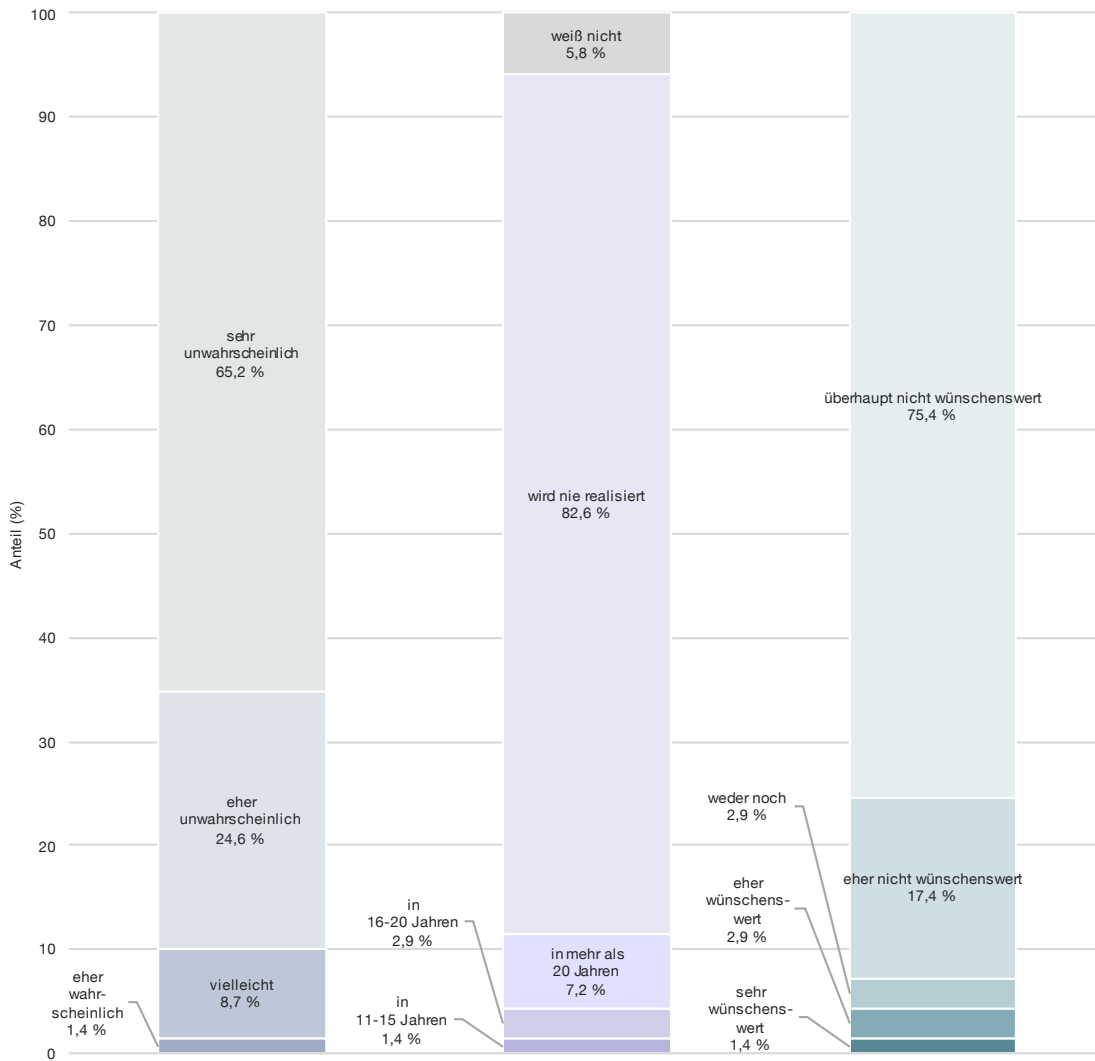 Anteil (%)
100
90
80
70
60
50
40
30
20
10
0
sehr
unwahrscheinlich
65,2 %
eher
unwahrscheinlich
24,6 %
vielleicht
8,7 %
eher
wahr-
scheinlich
1,4 %
weiß nicht
5,8 %
wird nie realisiert
82,6 %
in mehr als
20 Jahren
7,2 %
in
16-20 Jahren
2,9 %
in
11-15 Jahren
1,4 %
überhaupt nicht wünschenswert
75,4 %
eher nicht wünschenswert
17,4 %
weder noch
2,9 %
eher
wünschens-
wert
2,9 %
sehr
wünschens-
wert
1,4 %